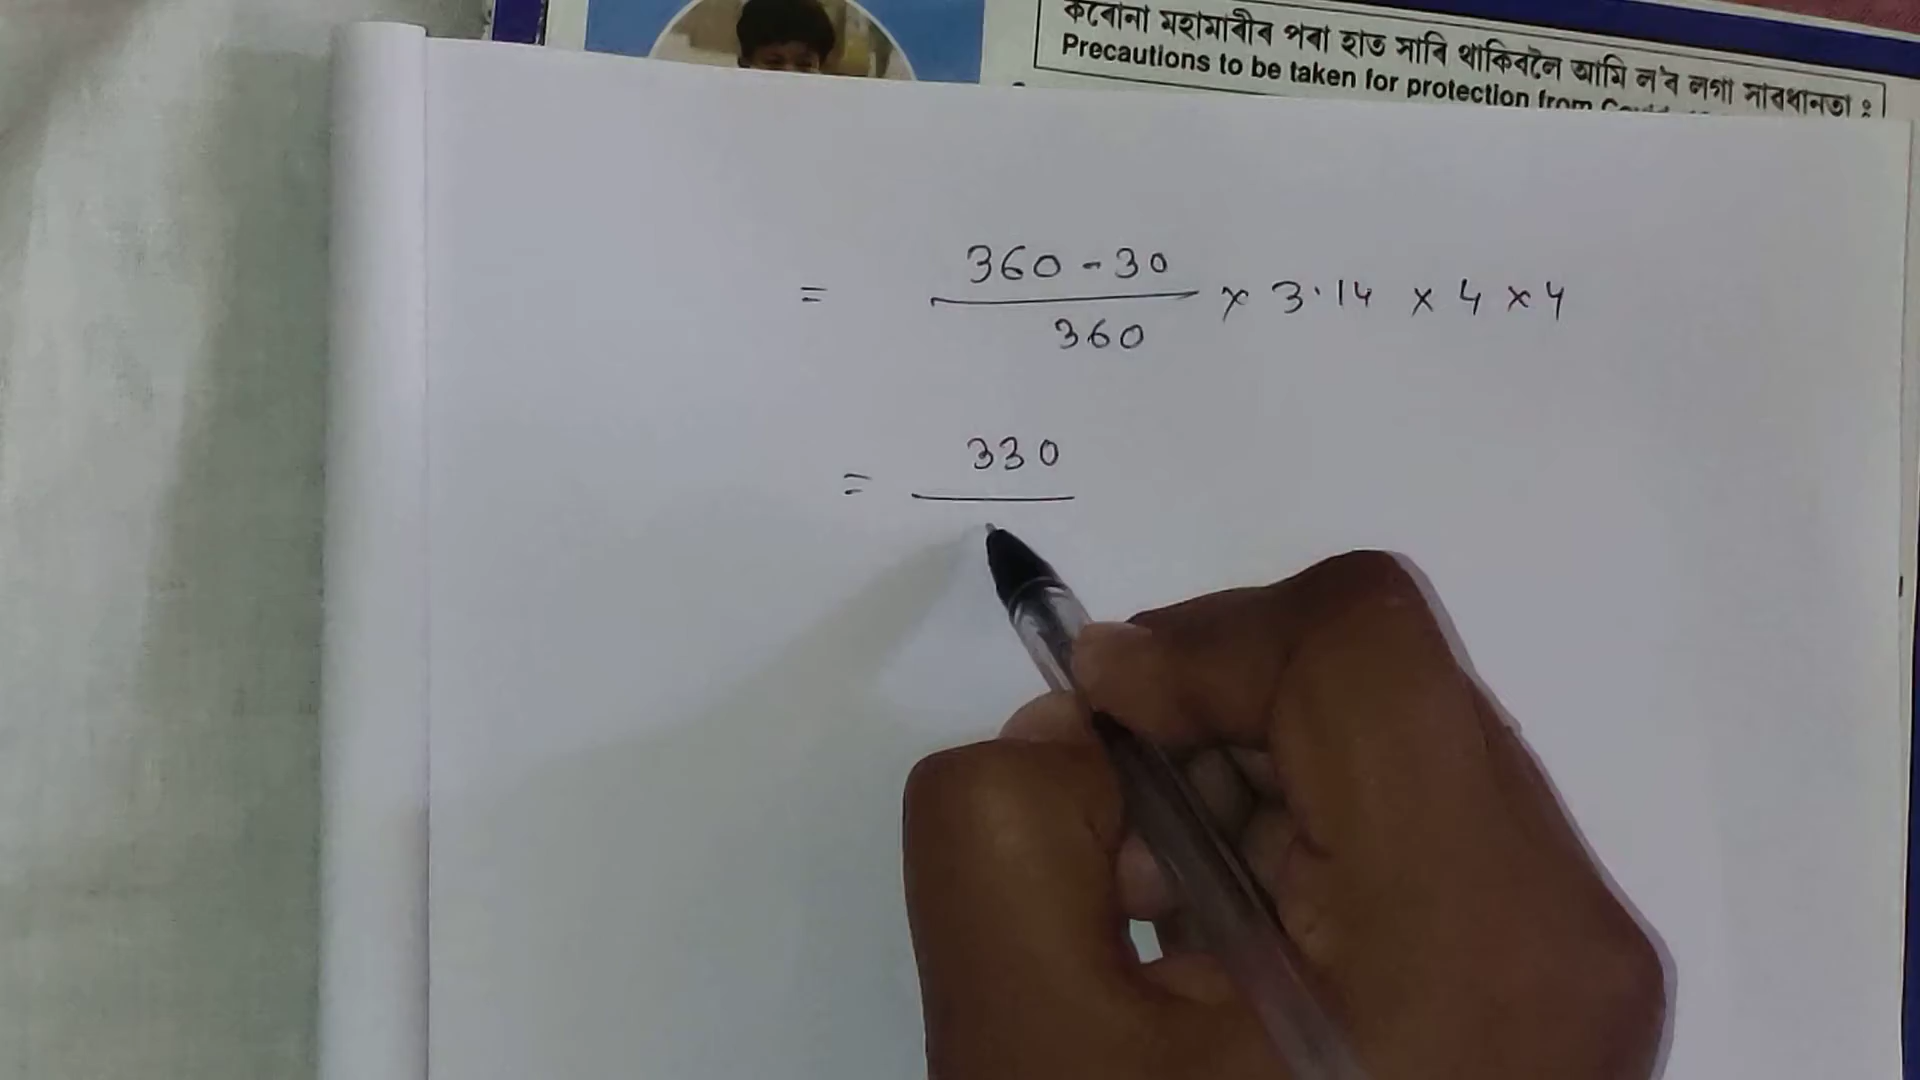 কৰোনা মহামাৰীৰ পৰা হাত সাৰি থাকিবলৈ আমি ল'ব লগা সাৱধানতা ঃ
Precautions to be taken for protection from
= 360 - 30 / 360 × 3.14 × 4 × 4
= 330